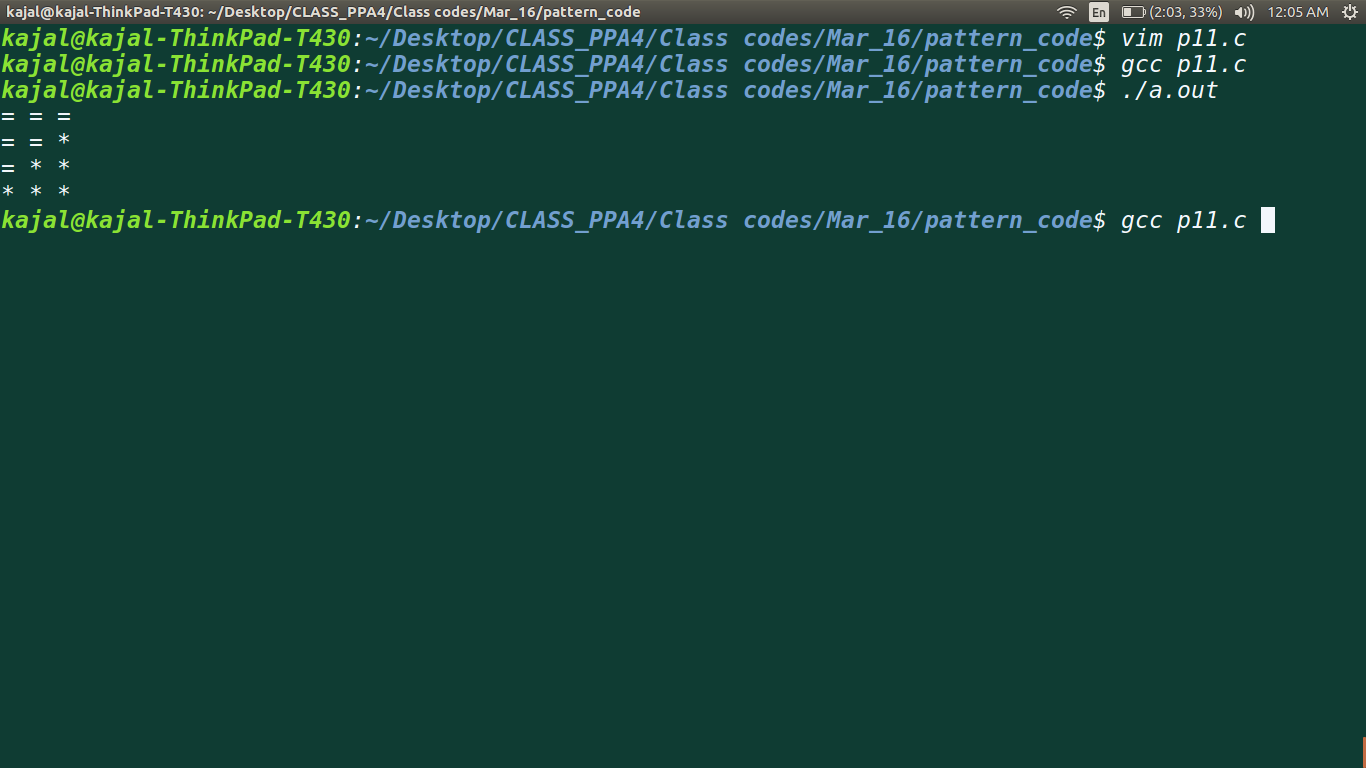 kajal@kajal-ThinkPad-T430: ~/Desktop/CLASS_PPA4/Class codes/Mar_16/pattern_code En (2:03, 33%) 12:05 AM
kajal@kajal-ThinkPad-T430:~/Desktop/CLASS_PPA4/Class codes/Mar_16/pattern_code$ vim p11.c
kajal@kajal-ThinkPad-T430:~/Desktop/CLASS_PPA4/Class codes/Mar_16/pattern_code$ gcc p11.c
kajal@kajal-ThinkPad-T430:~/Desktop/CLASS_PPA4/Class codes/Mar_16/pattern_code$ ./a.out
= = =
= = *
= * *
* * *
kajal@kajal-ThinkPad-T430:~/Desktop/CLASS_PPA4/Class codes/Mar_16/pattern_code$ gcc p11.c